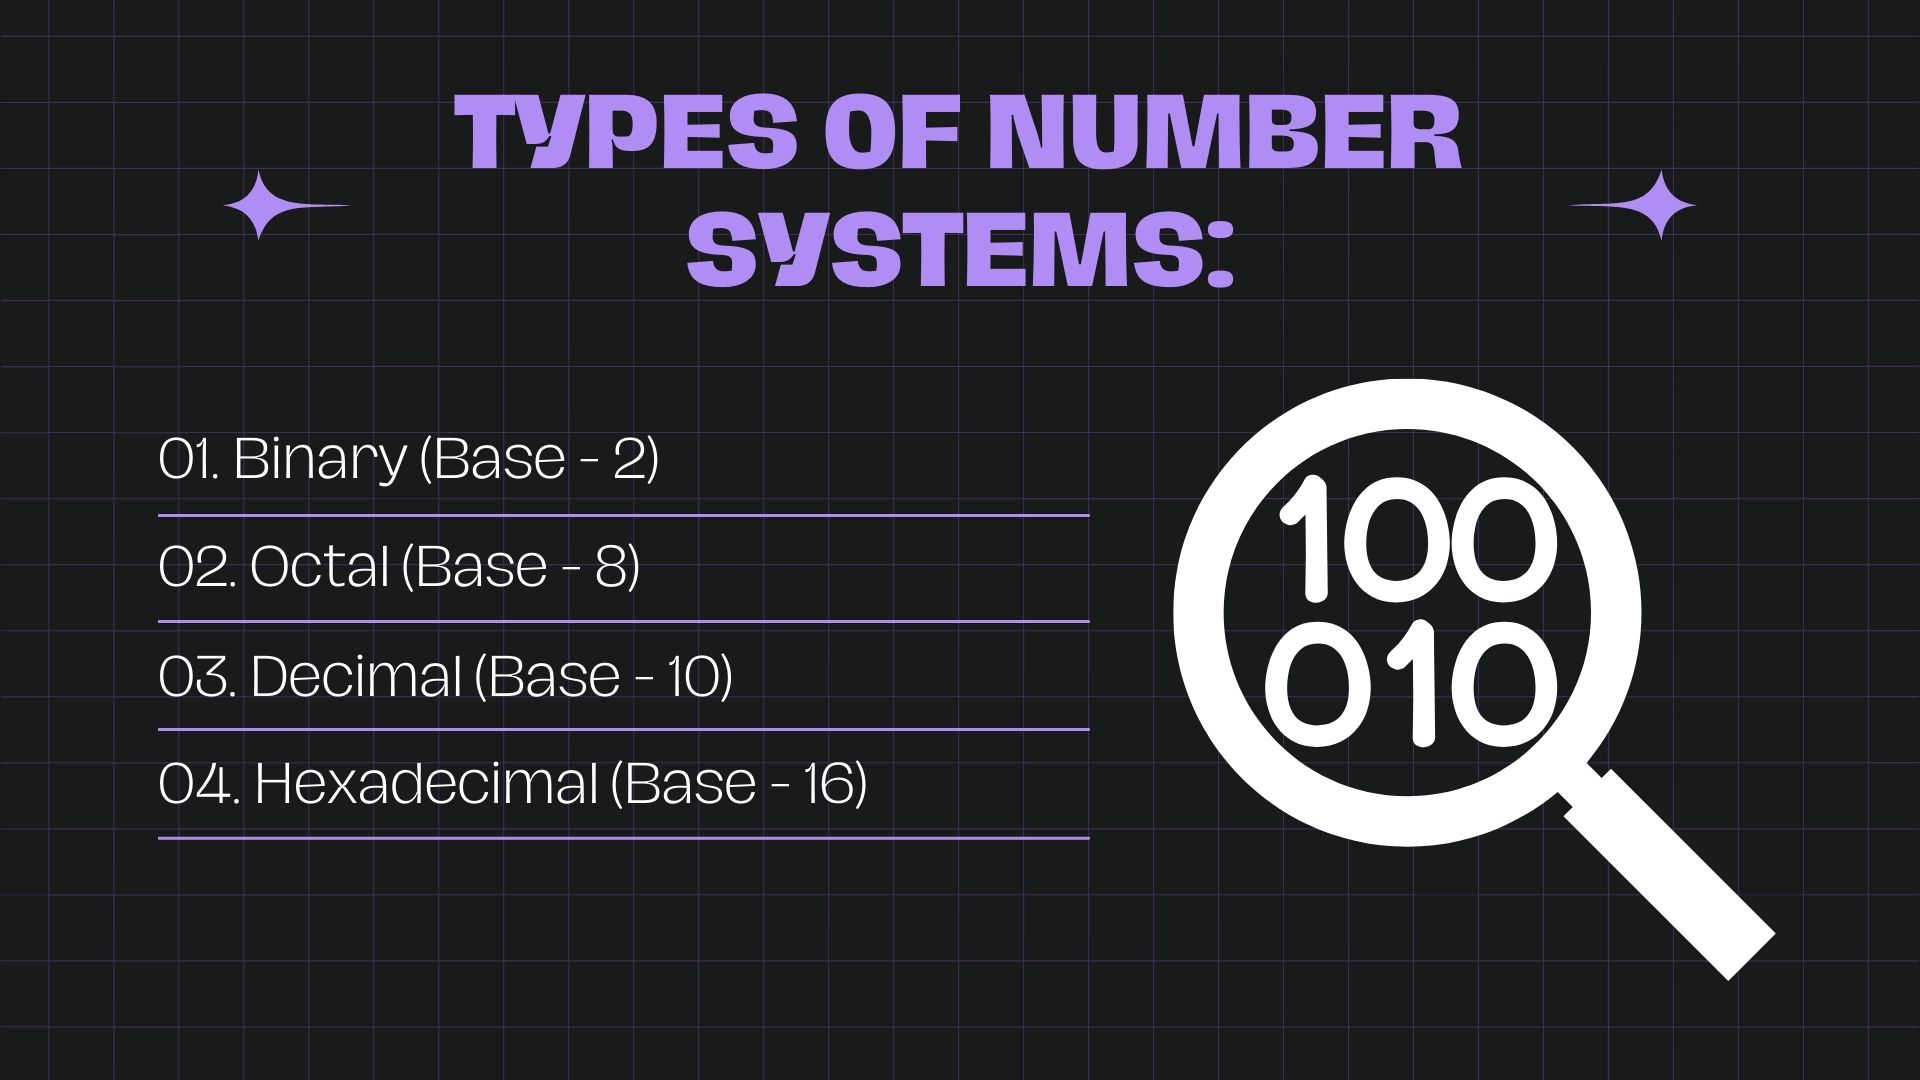 TYPES OF NUMBER
SYSTEMS:
01. Binary (Base - 2)
02. Octal (Base - 8)
03. Decimal (Base - 10)
04. Hexadecimal (Base - 16)
100
010